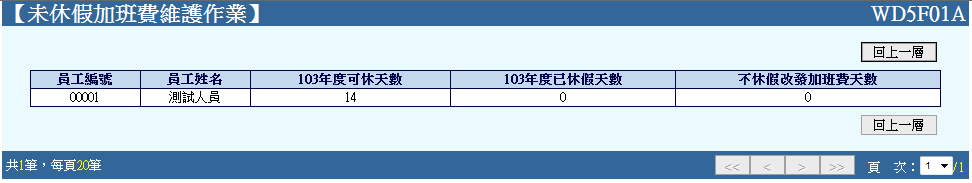 【未休假加班費維護作業】 WD5F01A
回上一層
員工編號 員工姓名 103年度可休天數 103年度已休假天數 不休假改發加班費天數
00001 測試人員 14 0 0
回上一層
共1筆，每頁20筆 << < > >> 頁 次：1 /1